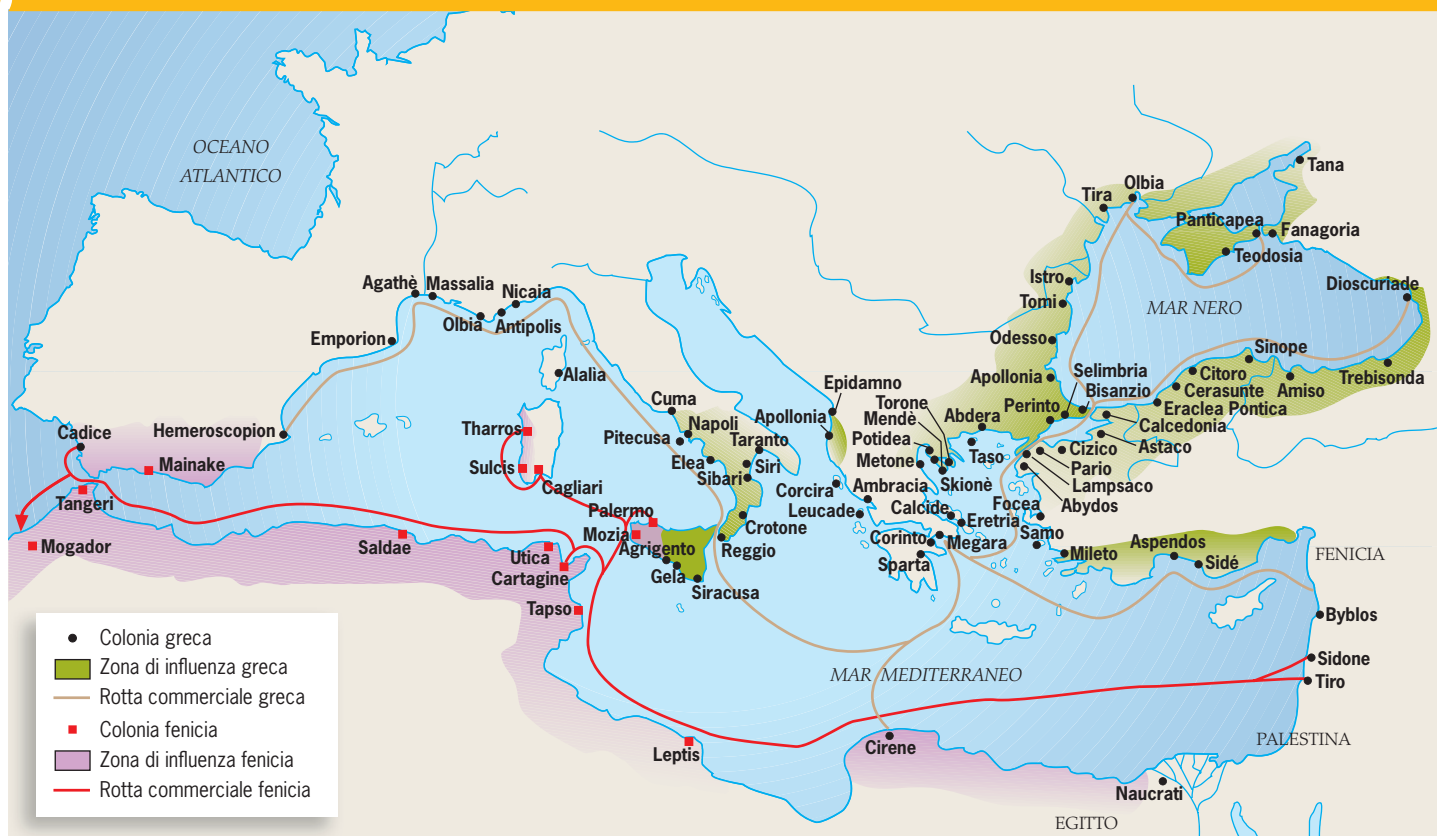 OCEANO
ATLANTICO
Tana
Olbia
Tira
Panticapea
Fanagoria
Teodosia
Dioscuriade
Istro
Tomi
MAR NERO
Odesso
Agathè
Massalia
Nicaia
Olbia
Antipolis
Emporion
Alalia
Sinope
Citoro
Cerasunte
Amiso
Trebisonda
Selimbria
Bisanzio
Apollonia
Perinto
Eraclea Pontica
Calcedonia
Astaco
Epidamno
Apollonia
Torone
Mendè
Abdera
Potidea
Metone
Taso
Skionè
Cizico
Pario
Lampsaco
Abydos
Cuma
Napoli
Pitecusa
Taranto
Elea
Siri
Sibari
Crotone
Reggio
Corcira
Ambracia
Leucade
Calcide
Eretria
Corinto
Megara
Sparta
Focea
Samo
Mileto
Aspendos
Sidé
FENICIA
Byblos
Sidone
Tiro
PALESTINA
Cadice
Hemeroscopion
Mainake
Tangeri
Mogador
Saldae
Tharros
Sulcis
Cagliari
Palermo
Mozia
Agrigento
Gela
Siracusa
Utica
Cartagine
Tapso
Leptis
MAR MEDITERRANEO
Cirene
Naucrati
EGITTO
Colonia greca
Zona di influenza greca
Rotta commerciale greca
Colonia fenicia
Zona di influenza fenicia
Rotta commerciale fenicia